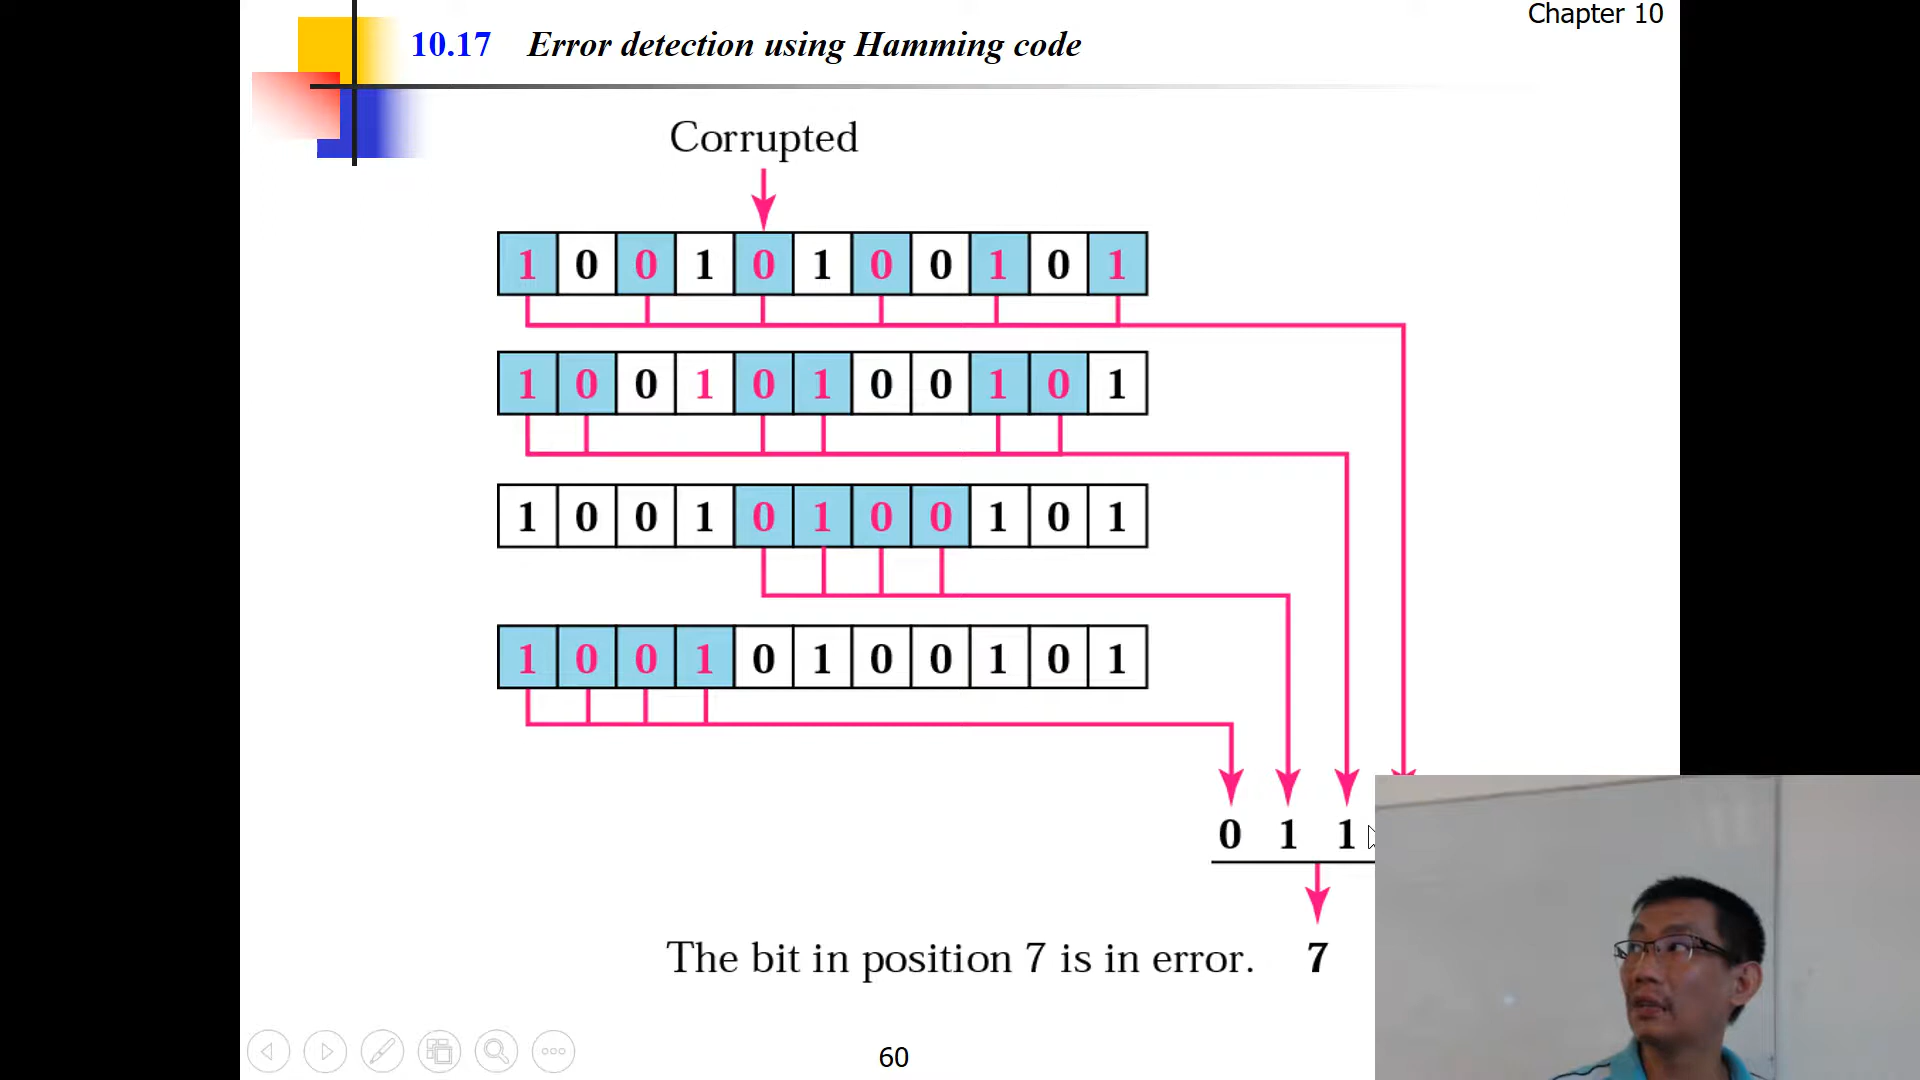 Chapter 10
10.17 Error detection using Hamming code
Corrupted
1 0 0 1 0 1 0 0 1 0 1
1 0 0 1 0 1 0 0 1 0 1
1 0 0 1 0 1 0 0 1 0 1
1 0 0 1 0 1 0 0 1 0 1
0 1 1
The bit in position 7 is in error. 7
60